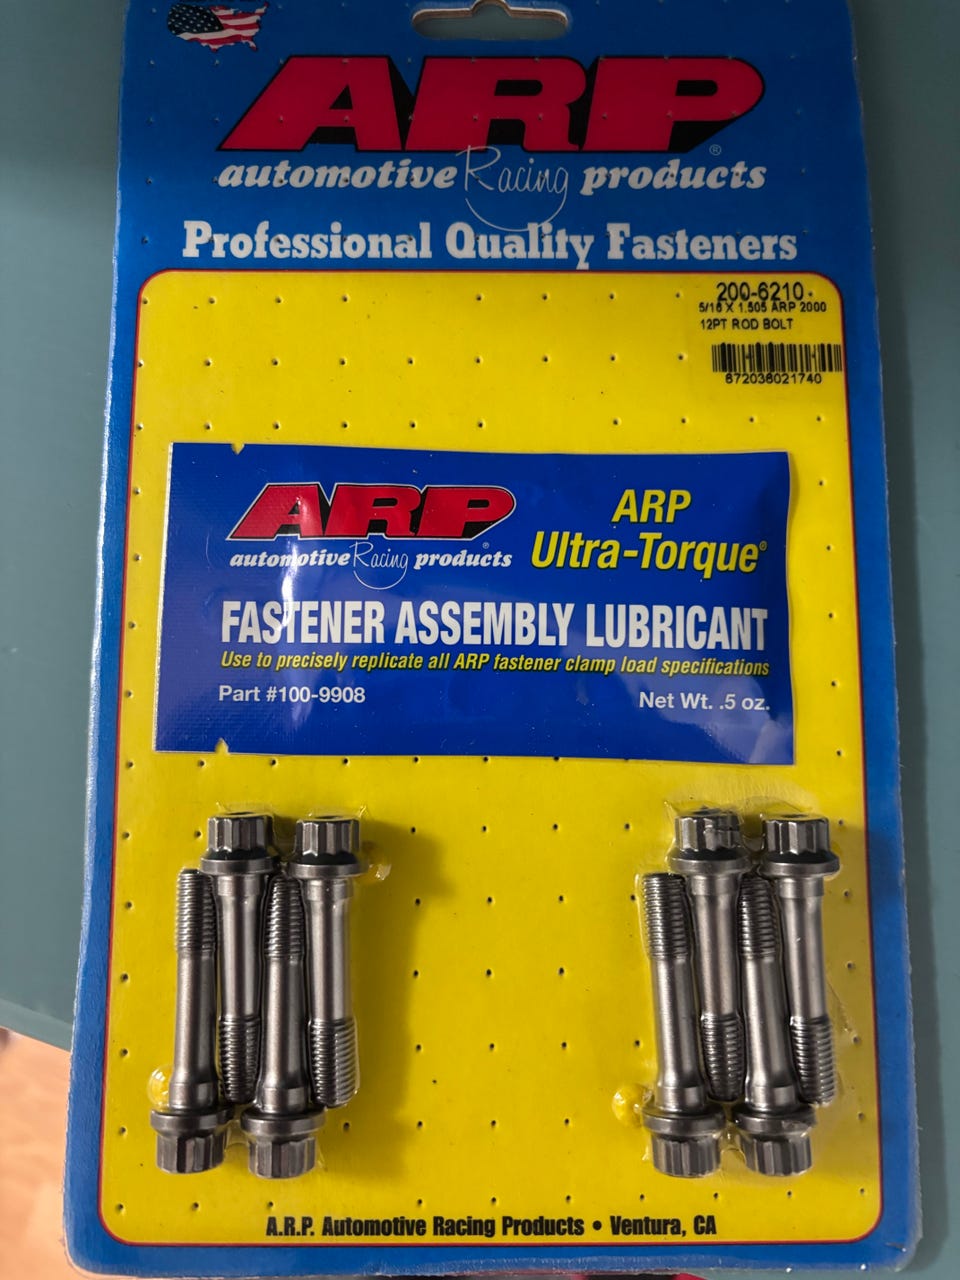 ARP®
automotive Racing products
Professional Quality Fasteners
200-6210
5/16 X 1.505 ARP 2000
12PT ROD BOLT
672036021740
ARP
automotive Racing products®
ARP
Ultra-Torque®
FASTENER ASSEMBLY LUBRICANT
Use to precisely replicate all ARP fastener clamp load specifications
Part #100-9908
Net Wt. .5 oz.
A.R.P. Automotive Racing Products • Ventura, CA